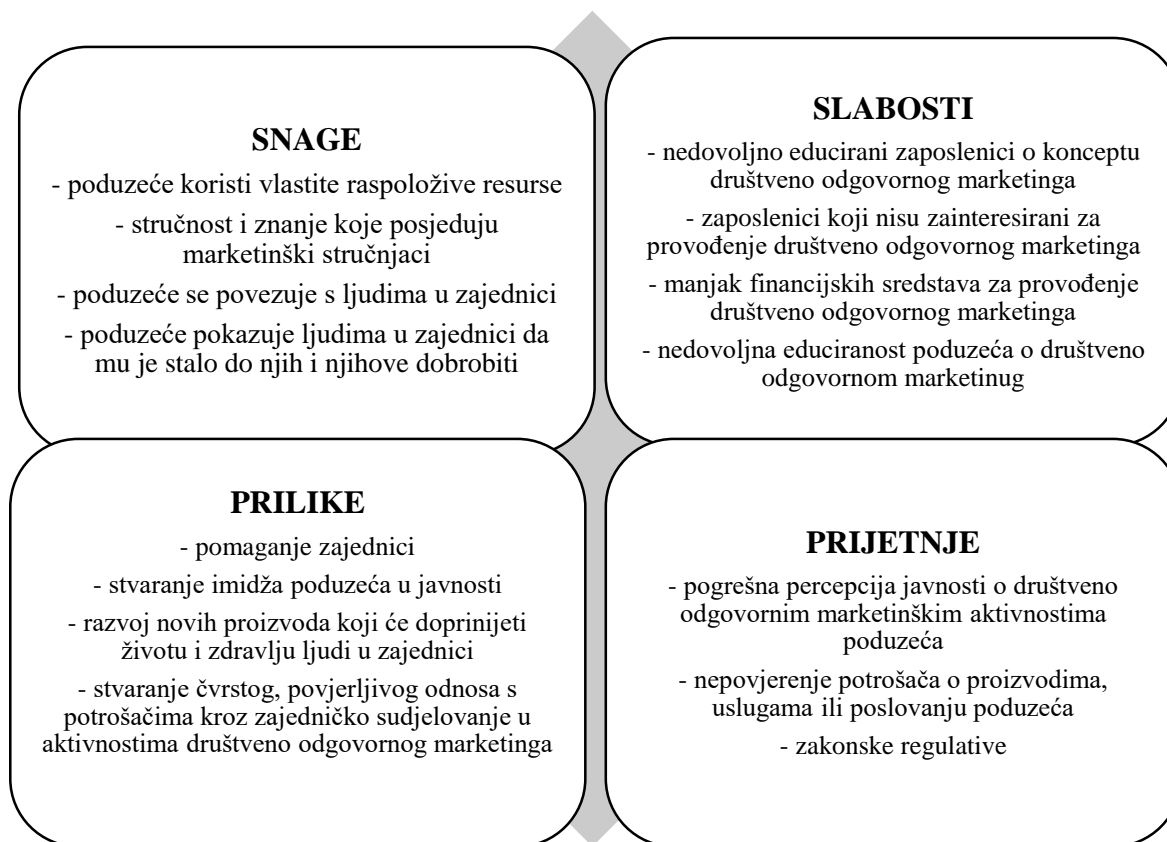 SNAGE
- poduzeće koristi vlastite raspoložive resurse
- stručnost i znanje koje posjeduju
marketinški stručnjaci
- poduzeće se povezuje s ljudima u zajednici
- poduzeće pokazuje ljudima u zajednici da
mu je stalo do njih i njihove dobrobiti
SLABOSTI
- nedovoljno educirani zaposlenici o konceptu
društveno odgovornog marketinga
- zaposlenici koji nisu zainteresirani za
provođenje društveno odgovornog marketinga
- manjak financijskih sredstava za provođenje
društveno odgovornog marketinga
- nedovoljna educiranost poduzeća o društveno
odgovornom marketinug
PRILIKE
- pomaganje zajednici
- stvaranje imidža poduzeća u javnosti
- razvoj novih proizvoda koji će doprinijeti
životu i zdravlju ljudi u zajednici
- stvaranje čvrstog, povjerljivog odnosa s
potrošačima kroz zajedničko sudjelovanje u
aktivnostima društveno odgovornog marketinga
PRIJETNJE
- pogrešna percepcija javnosti o društveno
odgovornim marketinškim aktivnostima
poduzeća
- nepovjerenje potrošača o proizvodima,
uslugama ili poslovanju poduzeća
- zakonske regulative